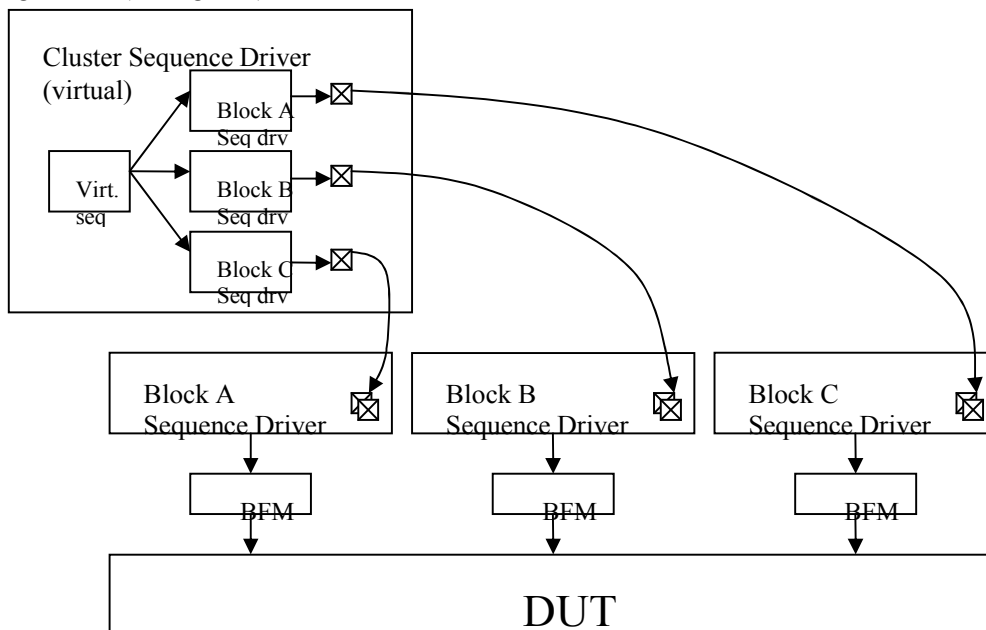 Cluster Sequence Driver
(virtual)
Block A
Seq drv
Virt.
seq
Block B
Seq drv
Block C
Seq drv
Block A
Sequence Driver
Block B
Sequence Driver
Block C
Sequence Driver
BFM
BFM
BFM
DUT